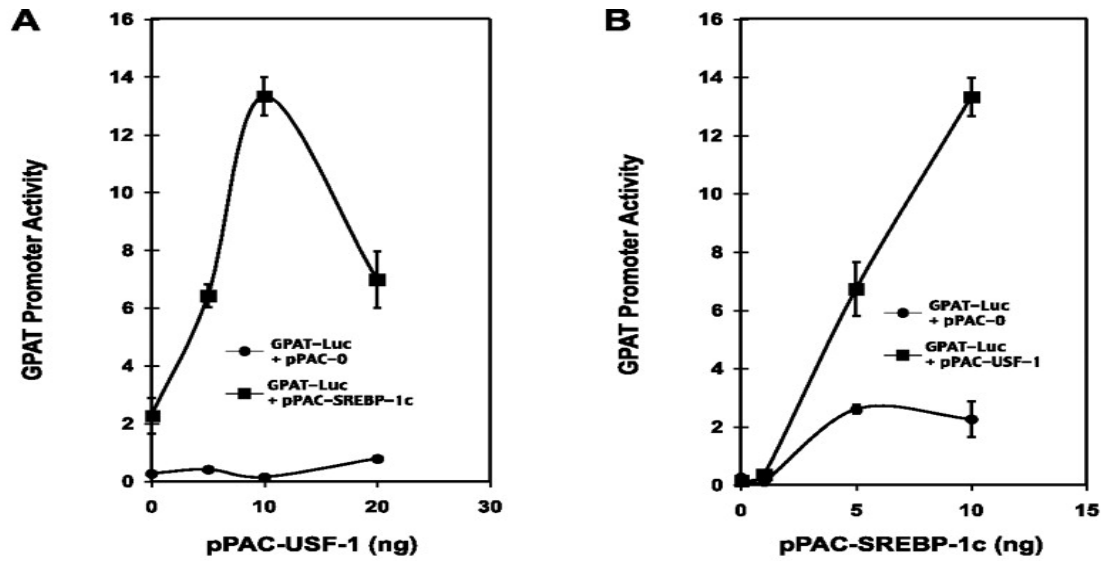 A
GPAT Promoter Activity
16
14
12
10
8
6
4
2
0
GPAT–Luc
+ pPAC–0
GPAT–Luc
+ pPAC–SREBP–1c
0
10
20
30
pPAC-USF-1 (ng)
B
GPAT Promoter Activity
16
14
12
10
8
6
4
2
0
GPAT–Luc
+ pPAC–0
GPAT–Luc
+ pPAC–USF–1
0
5
10
15
pPAC-SREBP-1c (ng)